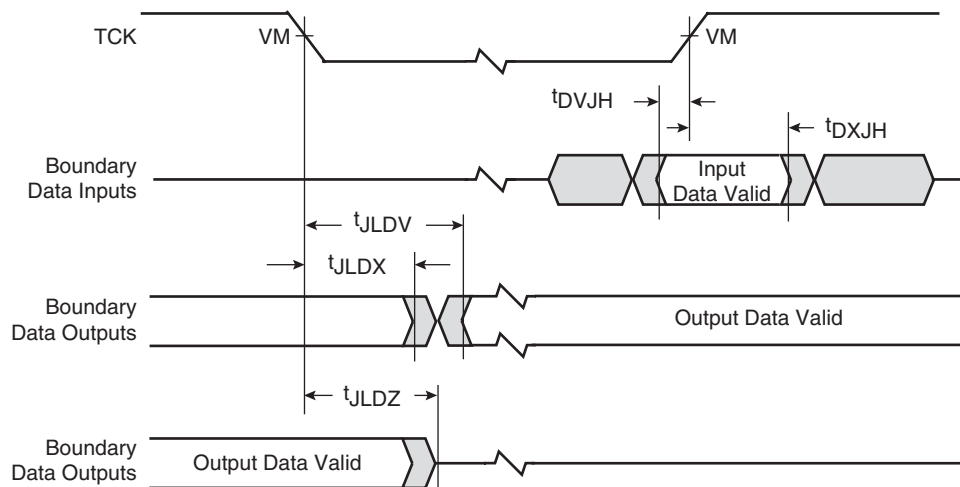 TCK
VM
VM
tDVJH
tDXJH
Boundary
Data Inputs
Input
Data Valid
tJLDV
tJLDX
Boundary
Data Outputs
Output Data Valid
tJLDZ
Boundary
Data Outputs
Output Data Valid